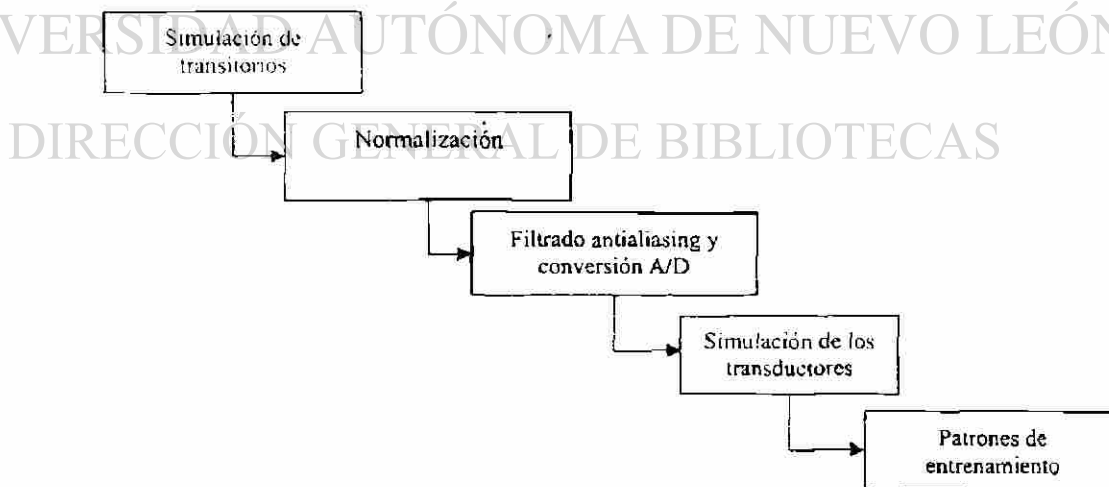 VERSIDAD AUTÓNOMA DE NUEVO LEÓN
Simulación de
transitorios
DIRECCIÓN GENERAL DE BIBLIOTECAS
Normalización
Filtrado antialiasing y
conversión A/D
Simulación de los
transductores
Patrones de
entrenamiento